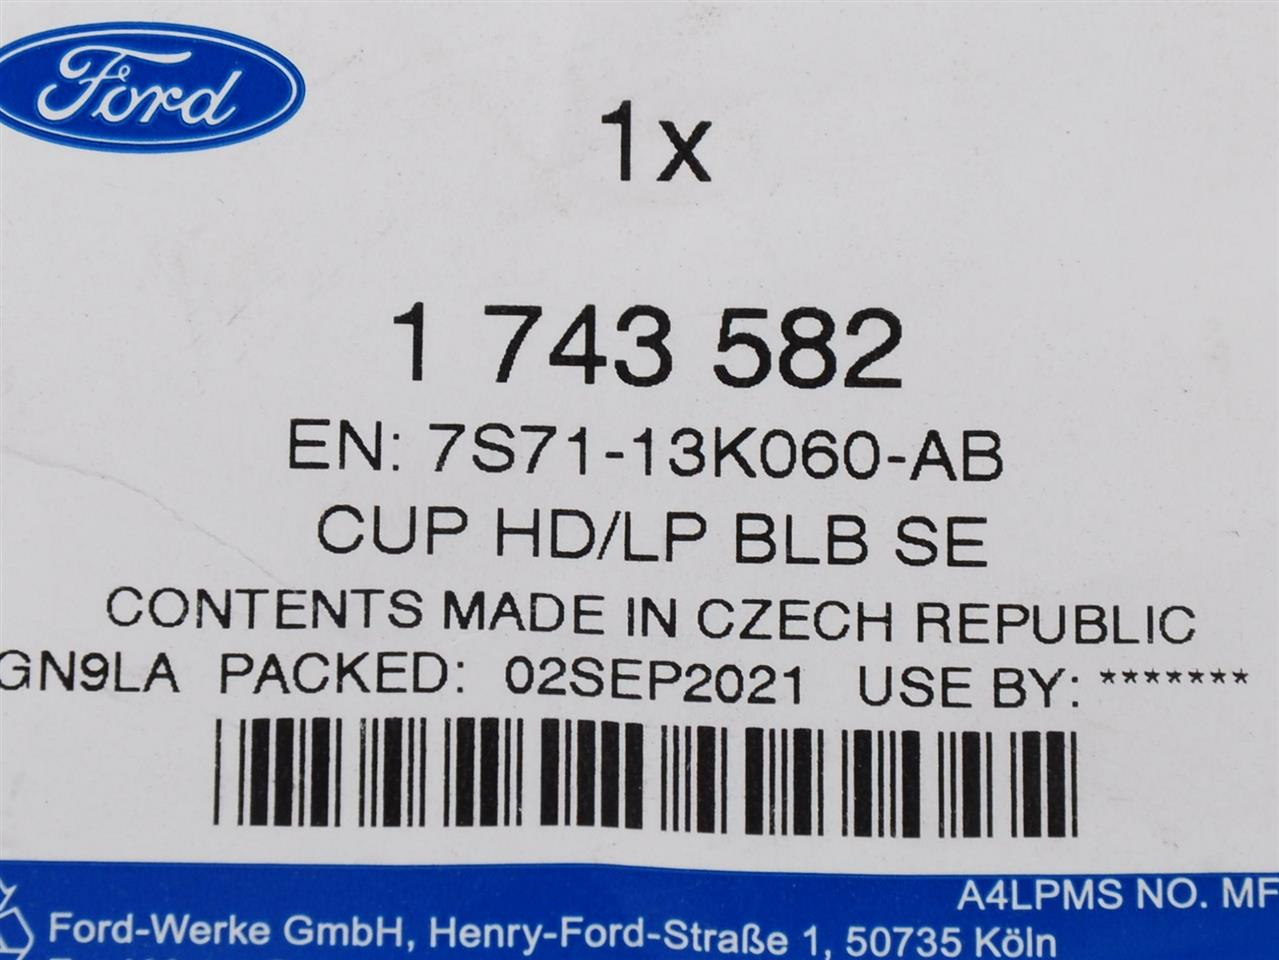 Ford
1x
1 743 582
EN: 7S71-13K060-AB
CUP HD/LP BLB SE
CONTENTS MADE IN CZECH REPUBLIC
GN9LA PACKED: 02SEP2021 USE BY: *******
A4LPMS NO. MF
Ford-Werke GmbH, Henry-Ford-Straße 1, 50735 Köln